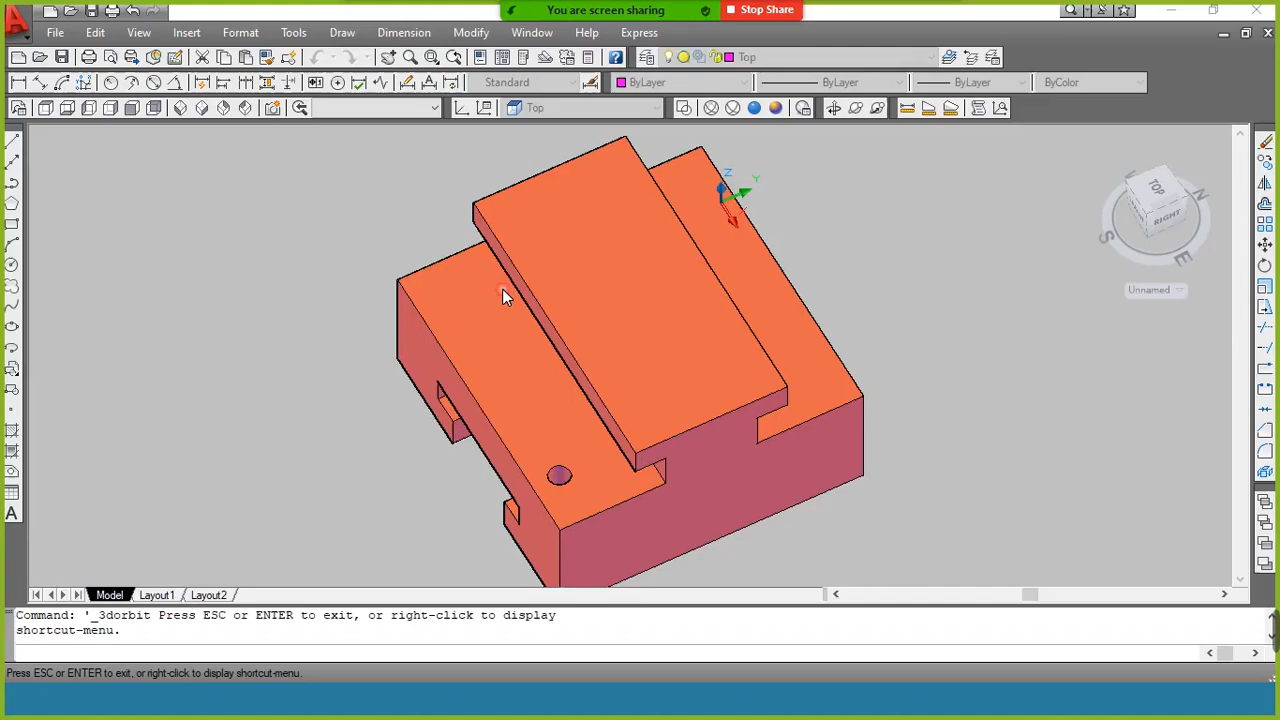 You are screen sharing
Stop Share
File Edit View Insert Format Tools Draw Dimension Modify Window Help Express
Top
Standard
ByLayer
ByLayer
ByLayer
ByColor
Top
Z
Y
TOP
RIGHT
N
S
E
Unnamed
Model Layout1 Layout2
Command: '_3dorbit Press ESC or ENTER to exit, or right-click to display
shortcut-menu.
Press ESC or ENTER to exit, or right-click to display shortcut-menu.
A